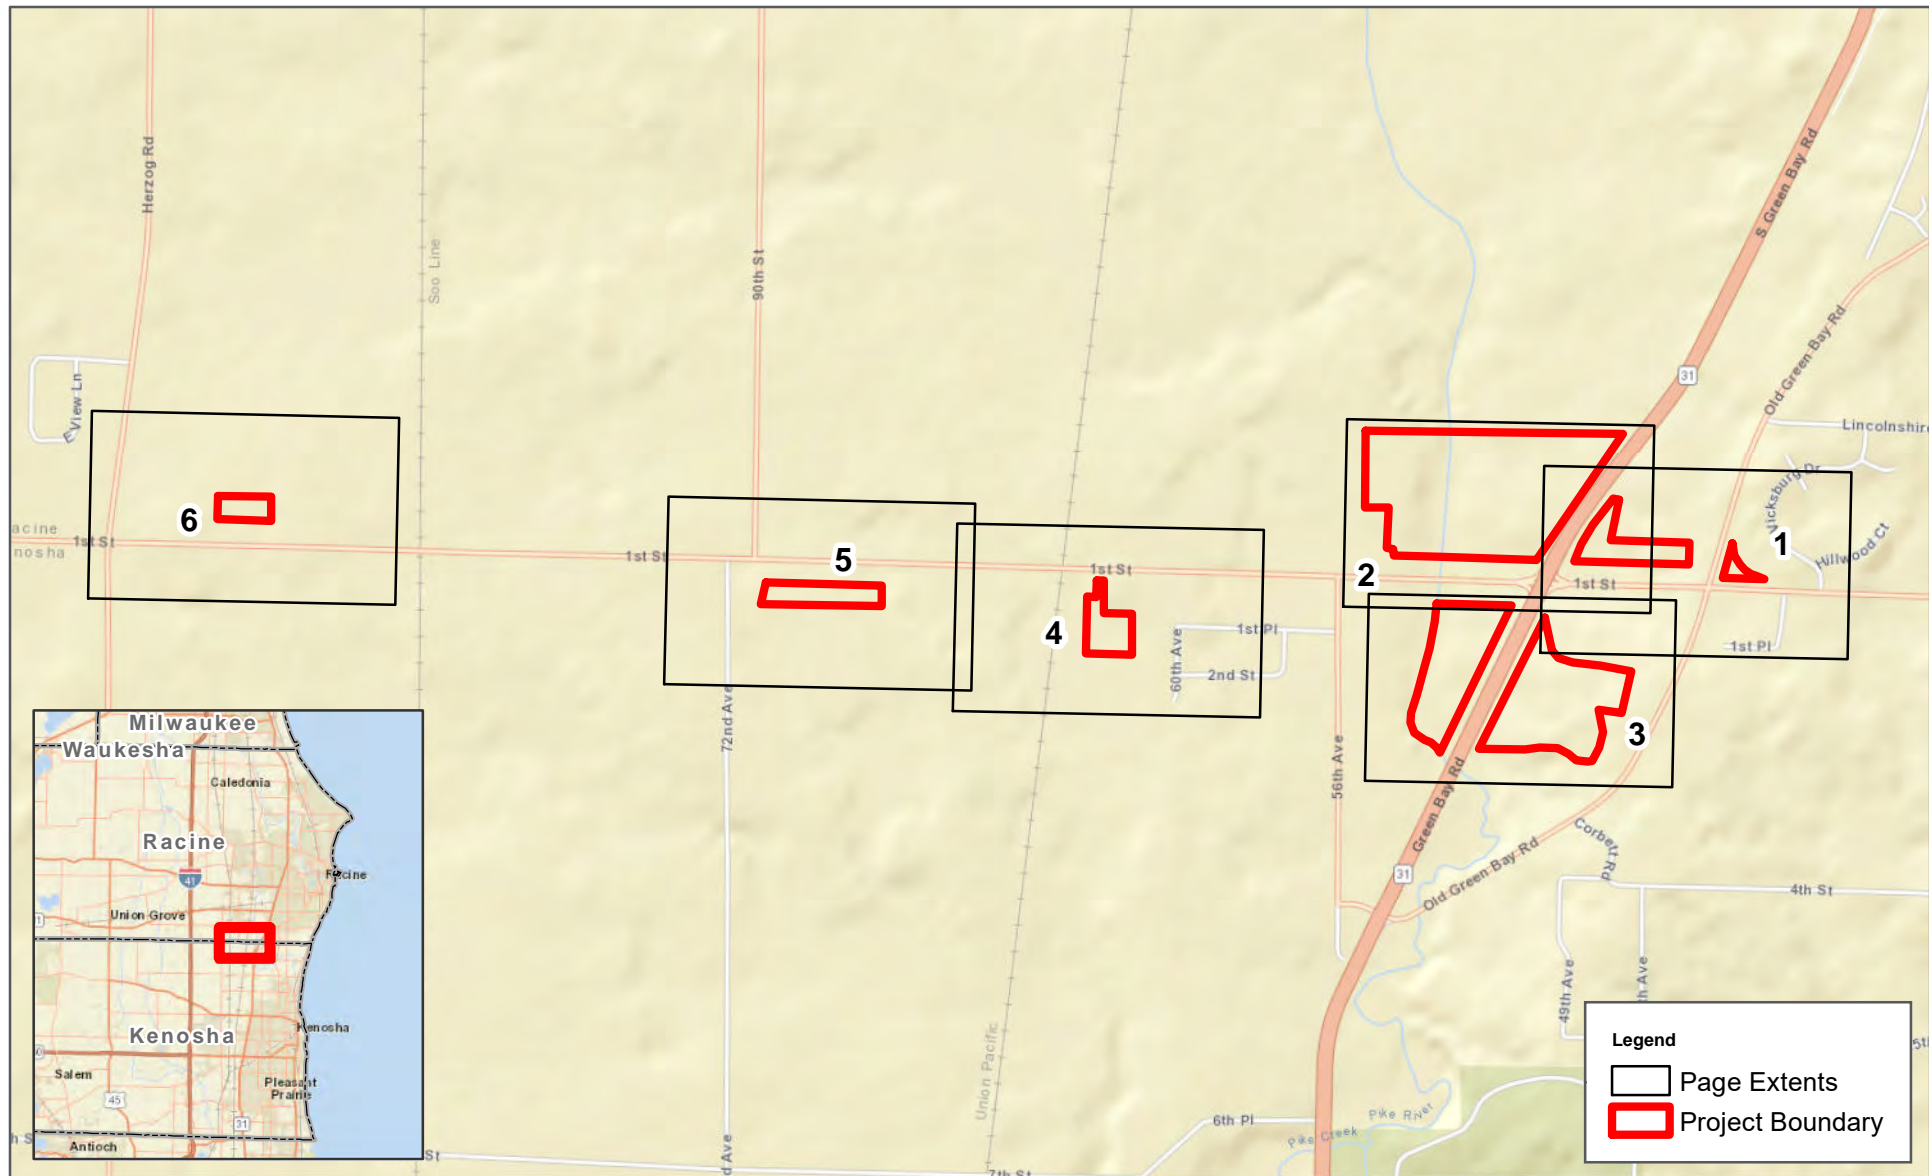 Herzog Rd
Soo Line
90th St
S Green Bay Rd
31
Old Green Bay Rd
Lincolnshire
Vicksburg Dr
Hillwood Ct
E View Ln
6
acine
nosha
1st St
1st St
5
1st St
4
2
1st St
1
1st Pl
60th Ave
1st Pl
2nd St
3
72nd Ave
56th Ave
Green Bay Rd
31
Old Green Bay Rd
Corbett Rd
4th St
49th Ave
th Ave
Union Pacific
6th Pl
Pike River
Pike Creek
7th St
d Ave
St
h S
5t
Milwaukee
Waukesha
Caledonia
Racine
41
Racine
Union Grove
Kenosha
Kenosha
Salem
Pleasant
Prairie
45
31
Antioch
Legend
Page Extents
Project Boundary